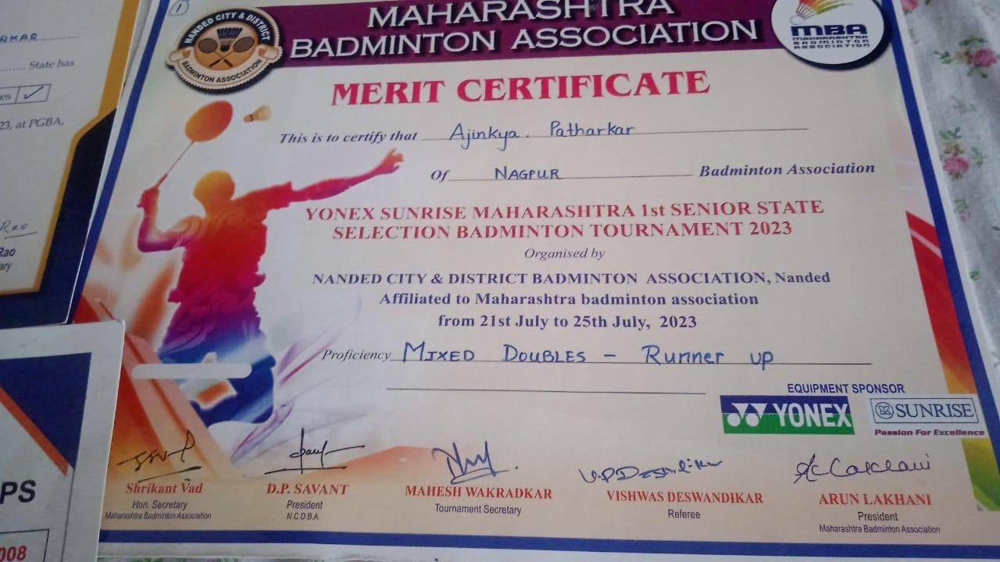 1
MAHARASHTRA
BADMINTON ASSOCIATION
NANDED CITY & DISTRICT
BADMINTON ASSOCIATION
MBA
MAHARASHTRA
BADMINTON
ASSOCIATION
MERIT CERTIFICATE
This is to certify that Ajinkya. Patharkar
Of NAGPUR Badminton Association
YONEX SUNRISE MAHARASHTRA 1st SENIOR STATE
SELECTION BADMINTON TOURNAMENT 2023
Organised by
NANDED CITY & DISTRICT BADMINTON ASSOCIATION, Nanded
Affiliated to Maharashtra badminton association
from 21st July to 25th July, 2023
Proficiency MIXED DOUBLES - Runner up
EQUIPMENT SPONSOR
YONEX SUNRISE
Passion For Excellence
Shrikant Vad
Hon. Secretary
Maharashtra Badminton Association
D.P. SAVANT
President
N.C.D.B.A.
MAHESH WAKRADKAR
Tournament Secretary
VISHWAS DESWANDIKAR
Referee
ARUN LAKHANI
President
Maharashtra Badminton Association
RKAR
State has
es
23, at PGBA,
Rao
Rao
ary
PS
008